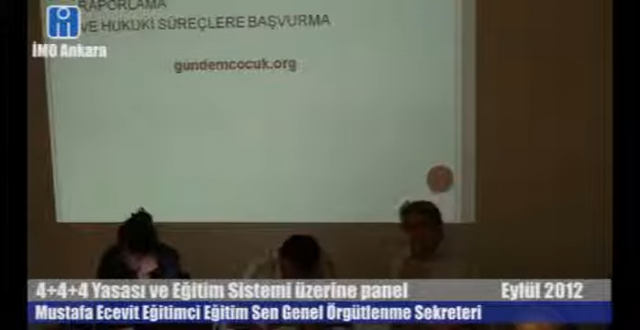 RAPORLAMA
VE HUKUKİ SÜREÇLERE BAŞVURMA
İMO Ankara
gundemcocuk.org
4+4+4 Yasası ve Eğitim Sistemi üzerine panel Eylül 2012
Mustafa Ecevit Eğitimci Eğitim Sen Genel Örgütlenme Sekreteri